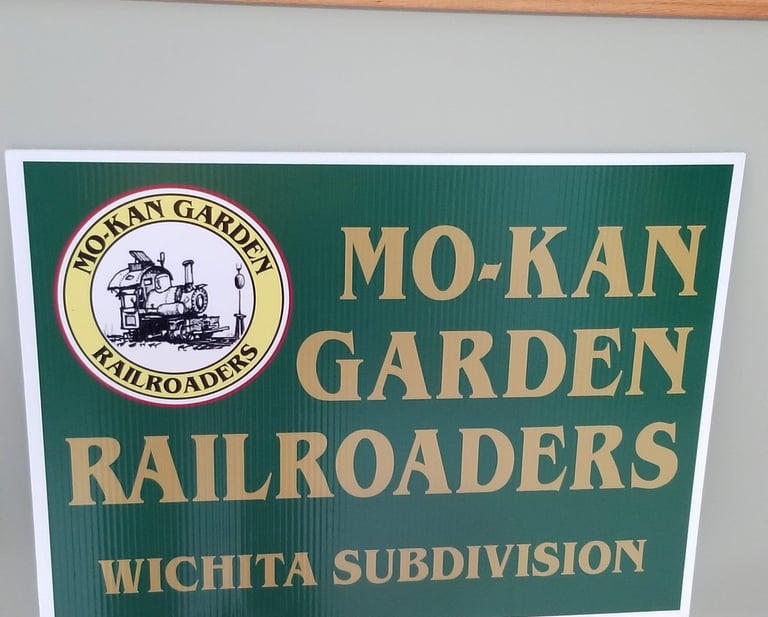 MO-KAN GARDEN
RAILROADERS
MO-KAN
GARDEN
RAILROADERS
WICHITA SUBDIVISION